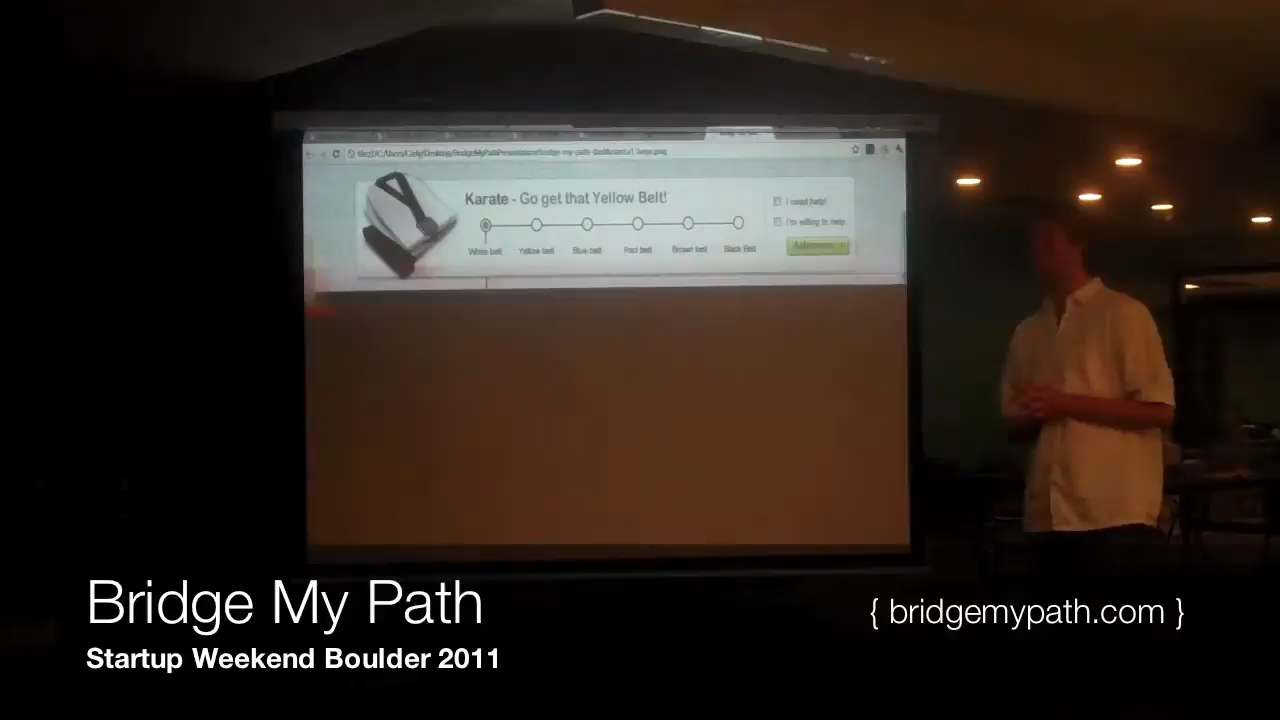 Karate - Go get that Yellow Belt!
I need help!
I'm willing to help
White belt Yellow belt Blue belt Red belt Brown belt Black Belt
Bridge My Path
{ bridgemypath.com }
Startup Weekend Boulder 2011